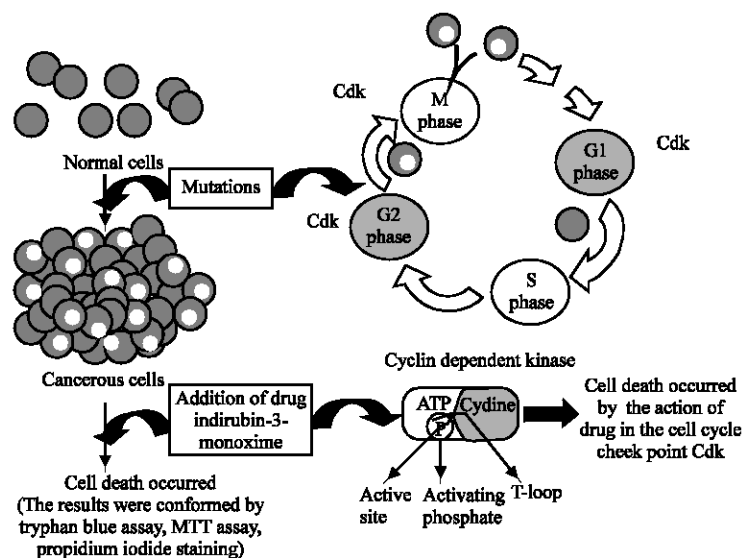 Cdk
M
phase
G1
phase
Cdk
Normal cells
Mutations
Cdk
G2
phase
S
phase
Cancerous cells
Cyclin dependent kinase
Addition of drug
indirubin-3-
monoxime
ATP
Cydine
P
Cell death occurred
by the action of
drug in the cell cycle
cheek point Cdk
Active
site
Activating
phosphate
T-loop
Cell death occurred
(The results were conformed by
tryphan blue assay, MTT assay,
propidium iodide staining)